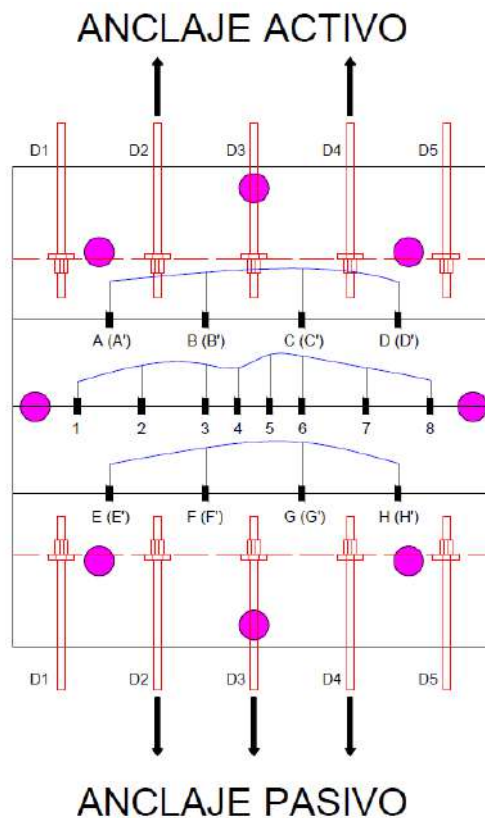 ANCLAJE ACTIVO
D1 D2 D3 D4 D5
A (A') B (B') C (C') D (D')
1 2 3 4 5 6 7 8
E (E') F (F') G (G') H (H')
D1 D2 D3 D4 D5
ANCLAJE PASIVO